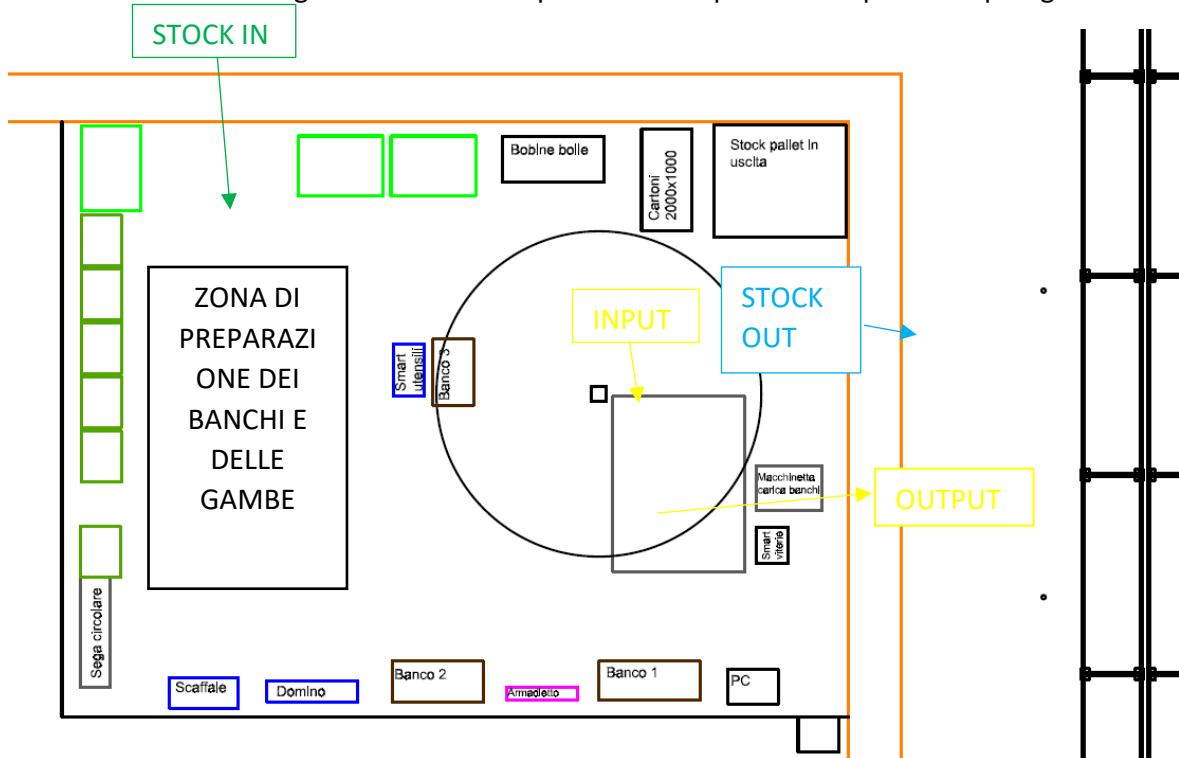 STOCK IN
Bobine bolle
Cartoni
2000x1000
Stock pallet in
uscita
ZONA DI
PREPARAZI
ONE DEI
BANCHI E
DELLE
GAMBE
Smart
utensili
Banco 3
INPUT
STOCK
OUT
Macchinetta
carica banchi
OUTPUT
Smart
viterie
Sega circolare
Scaffale
Domino
Banco 2
Armadietto
Banco 1
PC